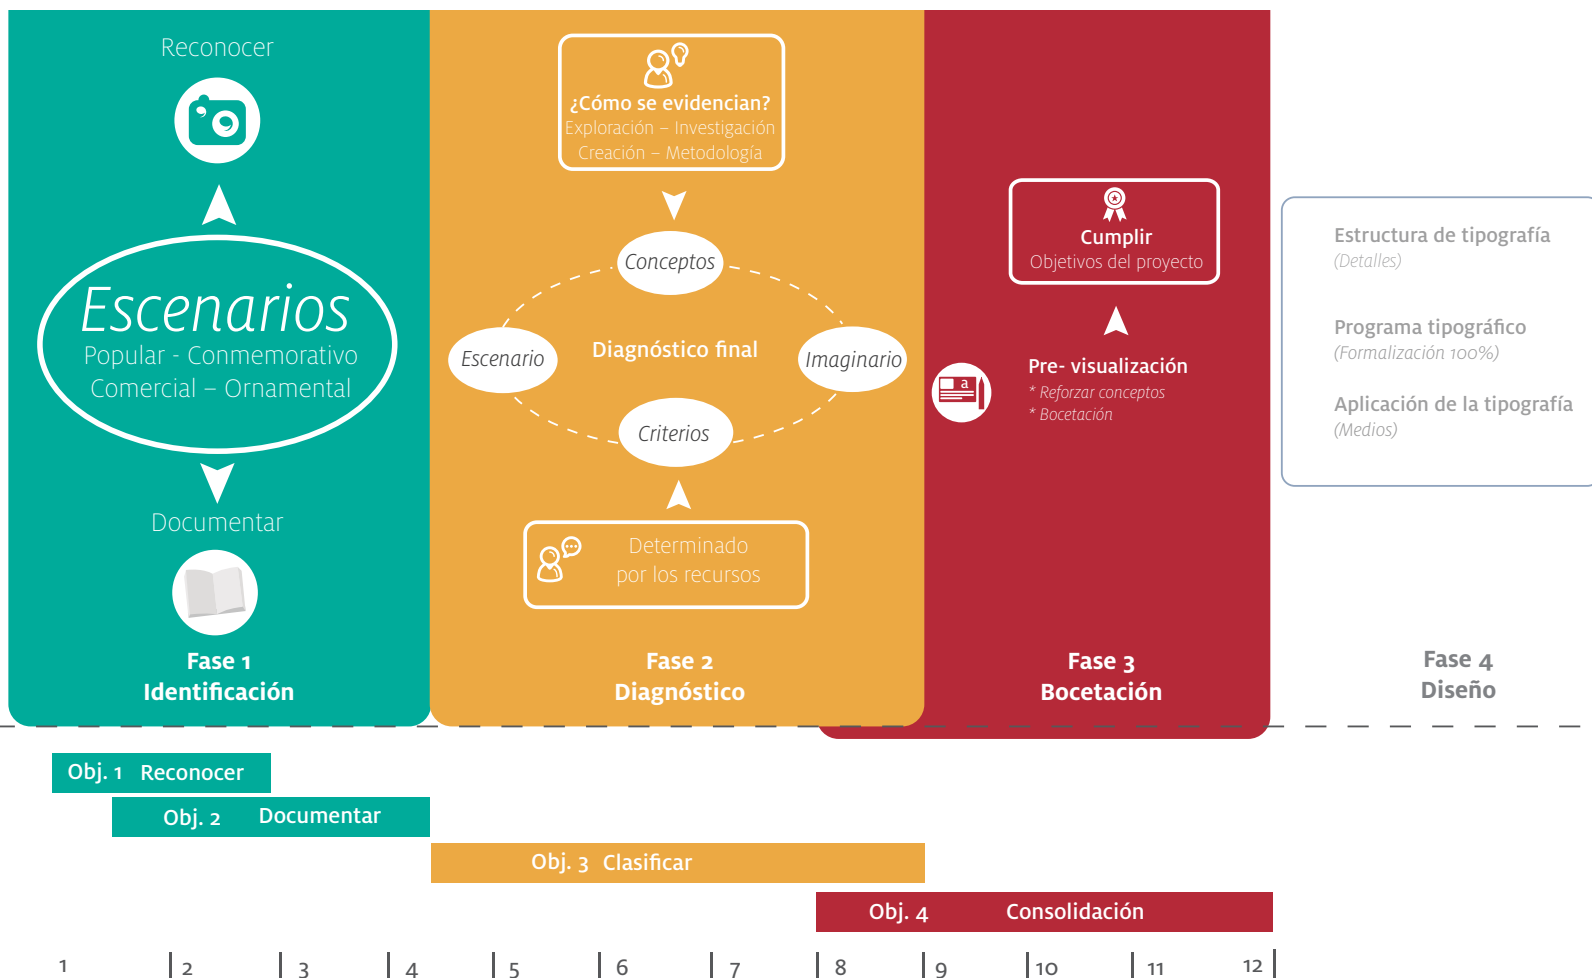 Reconocer
Escenarios
Popular - Conmemorativo
Comercial – Ornamental
Documentar
Fase 1
Identificación
¿Cómo se evidencian?
Exploración – Investigación
Creación – Metodología
Conceptos
Escenario
Diagnóstico final
Imaginario
Criterios
Determinado
por los recursos
Fase 2
Diagnóstico
Cumplir
Objetivos del proyecto
a
Pre- visualización
* Reforzar conceptos
* Bocetación
Fase 3
Bocetación
Estructura de tipografía
(Detalles)
Programa tipográfico
(Formalización 100%)
Aplicación de la tipografía
(Medios)
Fase 4
Diseño
Obj. 1 Reconocer
Obj. 2 Documentar
Obj. 3 Clasificar
Obj. 4 Consolidación
1 2 3 4 5 6 7 8 9 10 11 12